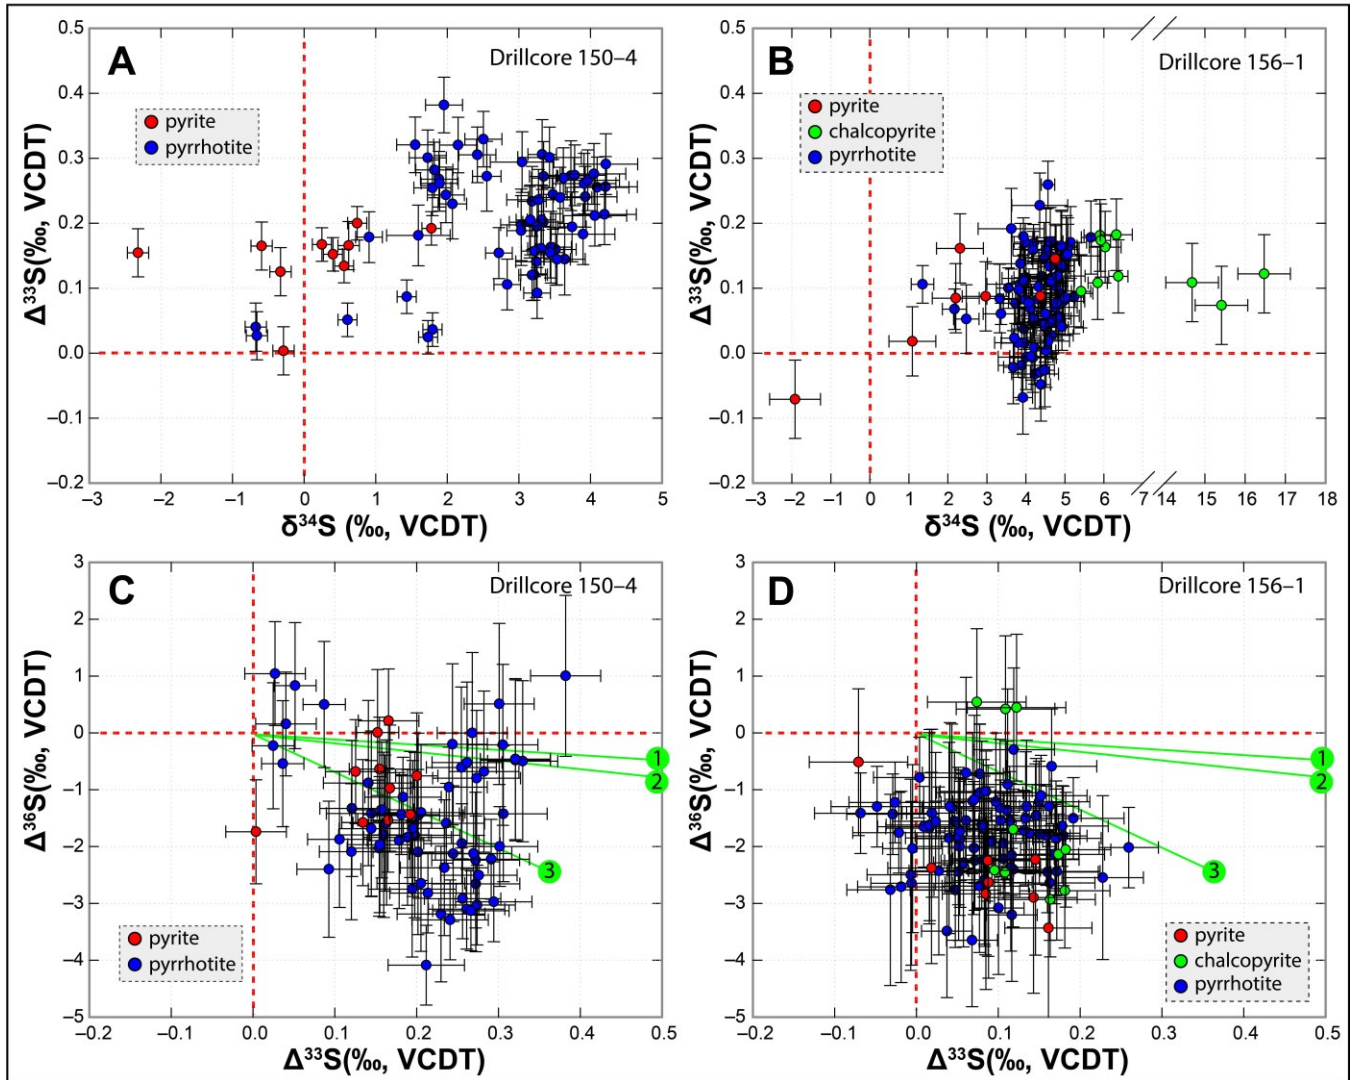 A
Drillcore 150–4
pyrite
pyrrhotite
0.5
0.4
0.3
0.2
0.1
0.0
–0.1
–0.2
Δ³³S(‰, VCDT)
–3 –2 –1 0 1 2 3 4 5
δ³⁴S (‰, VCDT)
B
Drillcore 156–1
pyrite
chalcopyrite
pyrrhotite
0.5
0.4
0.3
0.2
0.1
0.0
–0.1
–0.2
Δ³³S(‰, VCDT)
–3 –2 –1 0 1 2 3 4 5 6 7 14 15 16 17 18
δ³⁴S (‰, VCDT)
C
Drillcore 150–4
1
2
3
pyrite
pyrrhotite
3
2
1
0
–1
–2
–3
–4
–5
Δ³⁶S(‰, VCDT)
–0.2 –0.1 0.0 0.1 0.2 0.3 0.4 0.5
Δ³³S(‰, VCDT)
D
Drillcore 156–1
1
2
3
pyrite
chalcopyrite
pyrrhotite
3
2
1
0
–1
–2
–3
–4
–5
Δ³⁶S(‰, VCDT)
–0.2 –0.1 0.0 0.1 0.2 0.3 0.4 0.5
Δ³³S(‰, VCDT)